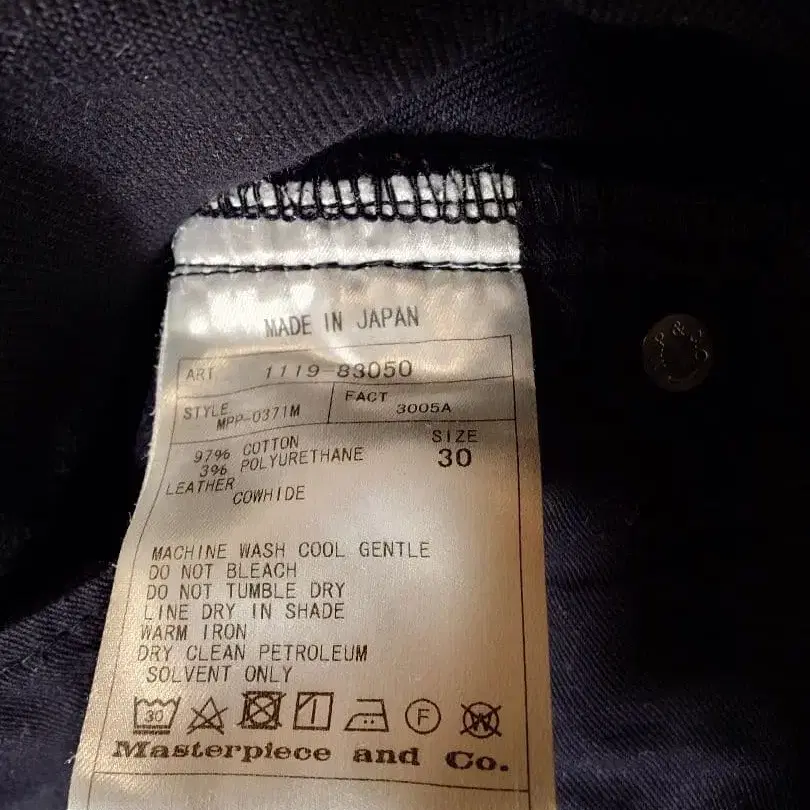 MADE IN JAPAN
ART. 1119-83050
STYLE MPP-0371M FACT 3005A
97% COTTON SIZE
3% POLYURETHANE 30
LEATHER
COWHIDE
MACHINE WASH COOL GENTLE
DO NOT BLEACH
DO NOT TUMBLE DRY
LINE DRY IN SHADE
WARM IRON
DRY CLEAN PETROLEUM
SOLVENT ONLY
30 F W
Masterpiece and Co.